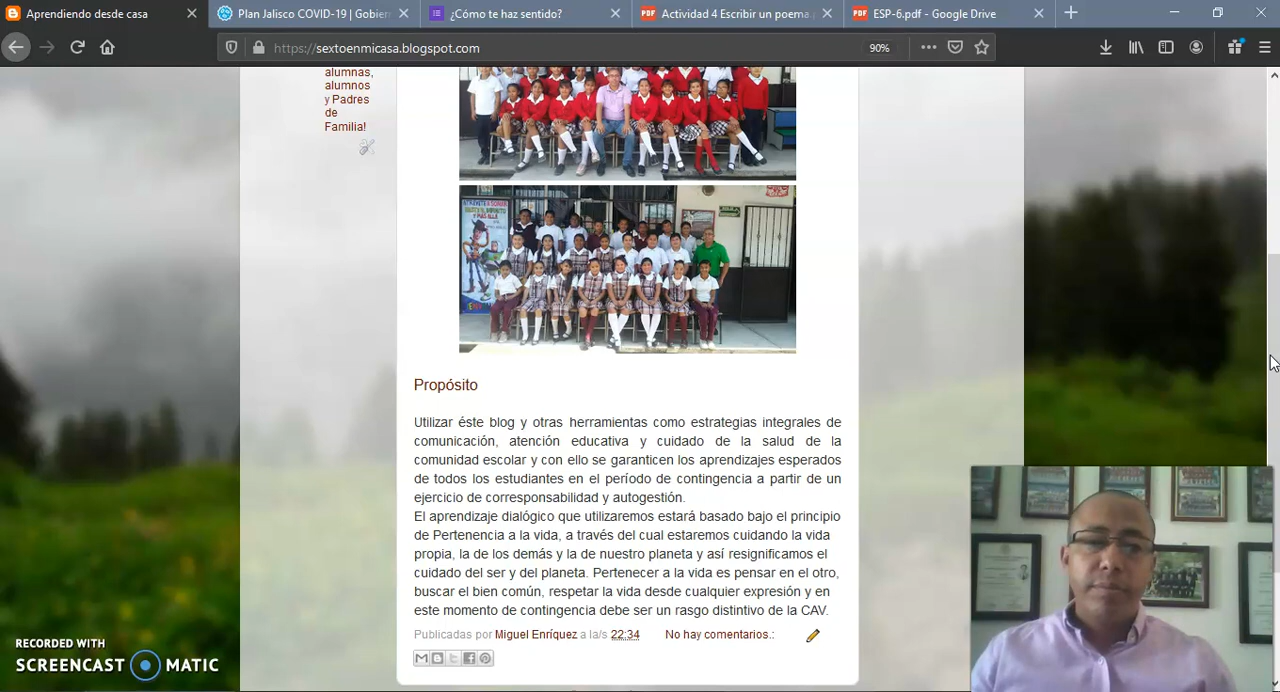 Aprendiendo desde casa
Plan Jalisco COVID-19 | Gobiern
¿Cómo te haz sentido?
Actividad 4 Escribir un poema.p
ESP-6.pdf - Google Drive
https://sextoenmicasa.blogspot.com
90%
alumnas,
alumnos
y Padres
de
Familia!
Propósito
Utilizar éste blog y otras herramientas como estrategias integrales de
comunicación, atención educativa y cuidado de la salud de la
comunidad escolar y con ello se garanticen los aprendizajes esperados
de todos los estudiantes en el período de contingencia a partir de un
ejercicio de corresponsabilidad y autogestión.
El aprendizaje dialógico que utilizaremos estará basado bajo el principio
de Pertenencia a la vida, a través del cual estaremos cuidando la vida
propia, la de los demás y la de nuestro planeta y así resignificamos el
cuidado del ser y del planeta. Pertenecer a la vida es pensar en el otro,
buscar el bien común, respetar la vida desde cualquier expresión y en
este momento de contingencia debe ser un rasgo distintivo de la CAV.
Publicadas por Miguel Enríquez a la/s 22:34 No hay comentarios.:
RECORDED WITH
SCREENCAST MATIC